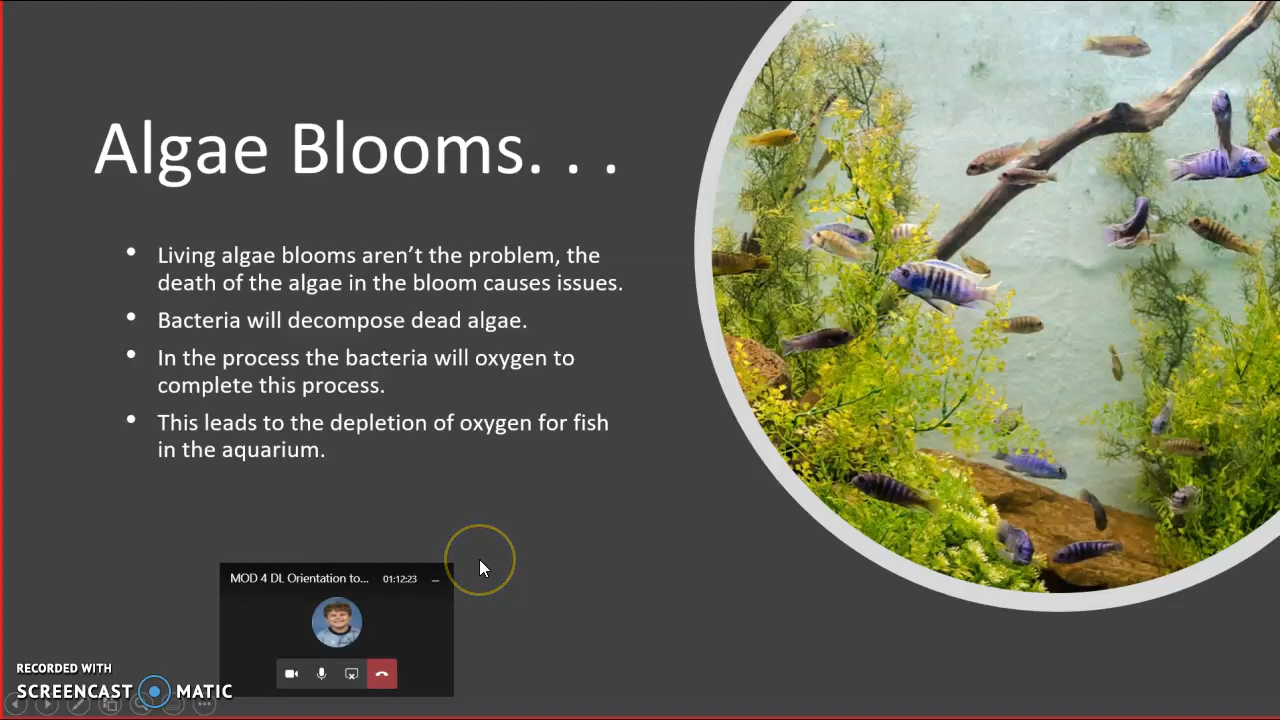 Algae Blooms. . .
• Living algae blooms aren’t the problem, the
death of the algae in the bloom causes issues.
• Bacteria will decompose dead algae.
• In the process the bacteria will oxygen to
complete this process.
• This leads to the depletion of oxygen for fish
in the aquarium.
MOD 4 DL Orientation to... 01:12:23
RECORDED WITH
SCREENCAST MATIC